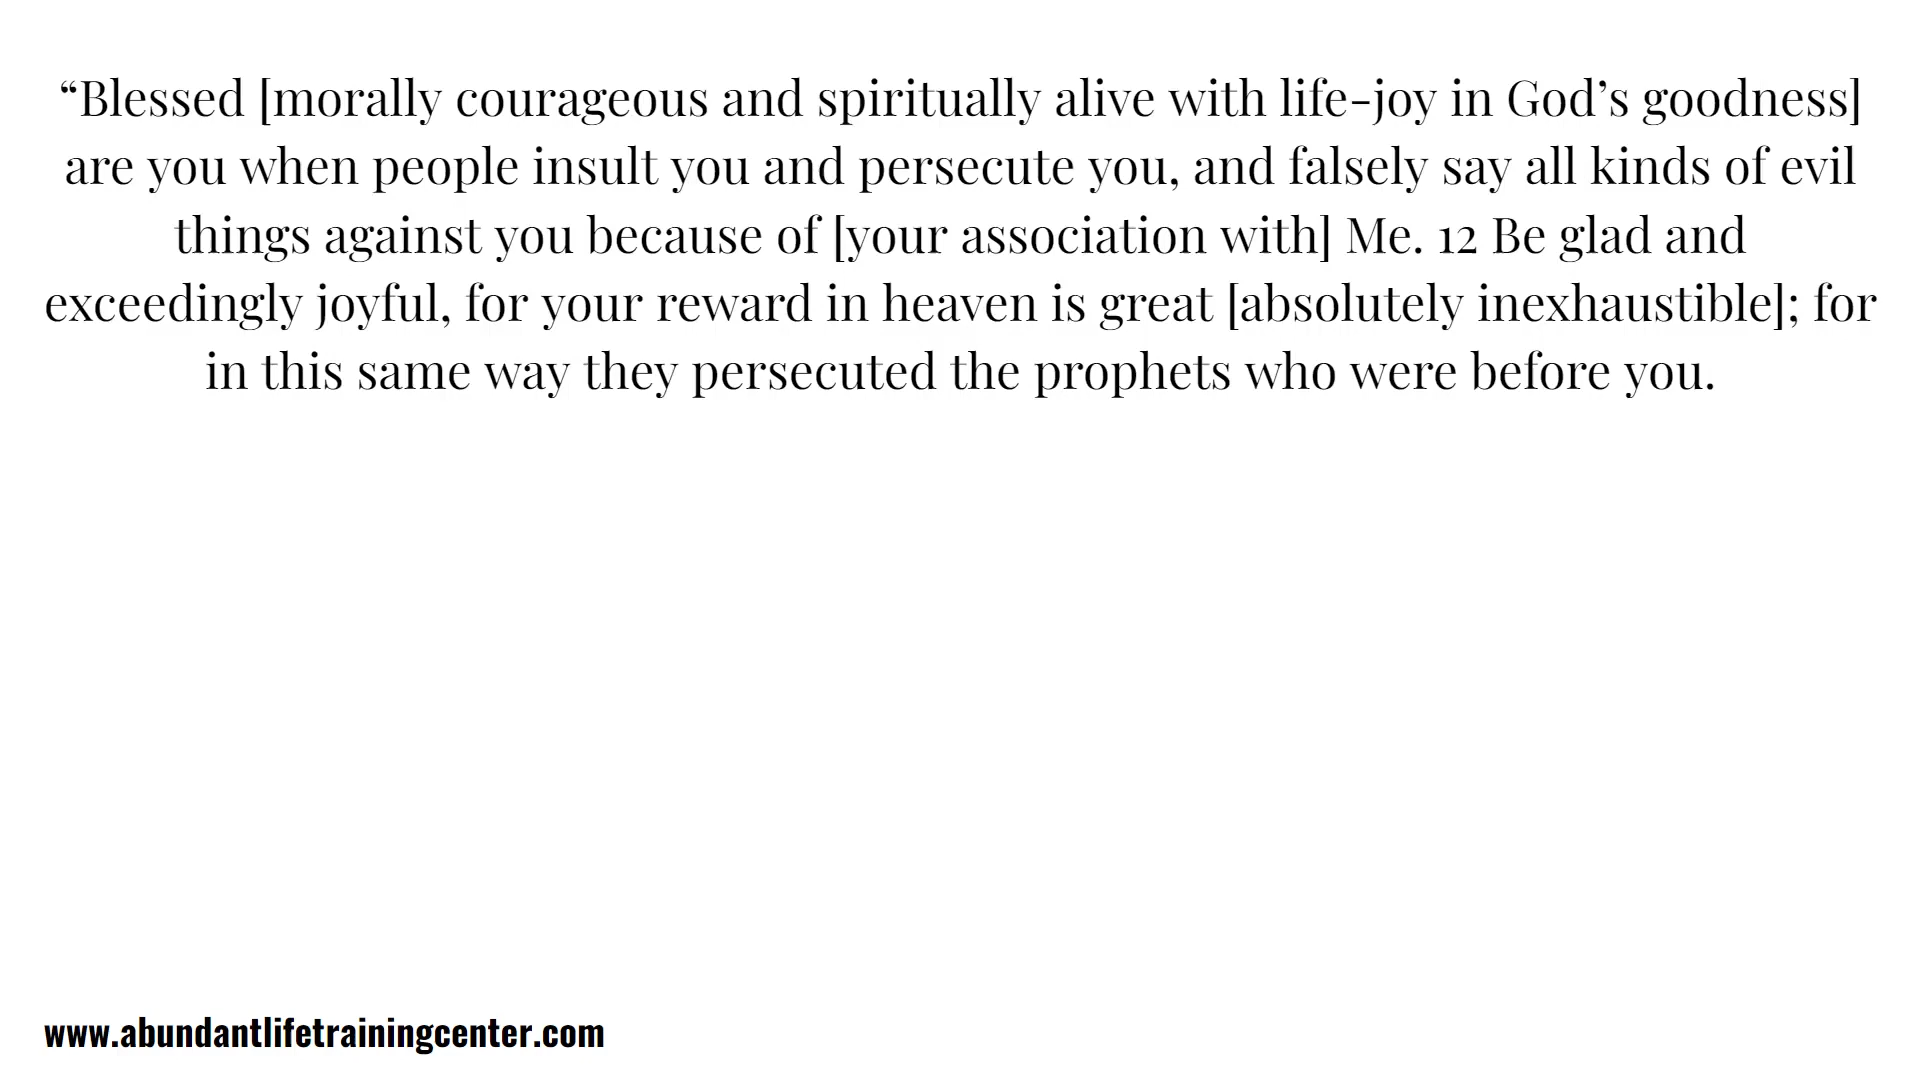 “Blessed [morally courageous and spiritually alive with life-joy in God’s goodness]
are you when people insult you and persecute you, and falsely say all kinds of evil
things against you because of [your association with] Me. 12 Be glad and
exceedingly joyful, for your reward in heaven is great [absolutely inexhaustible]; for
in this same way they persecuted the prophets who were before you.
www.abundantlifetrainingcenter.com